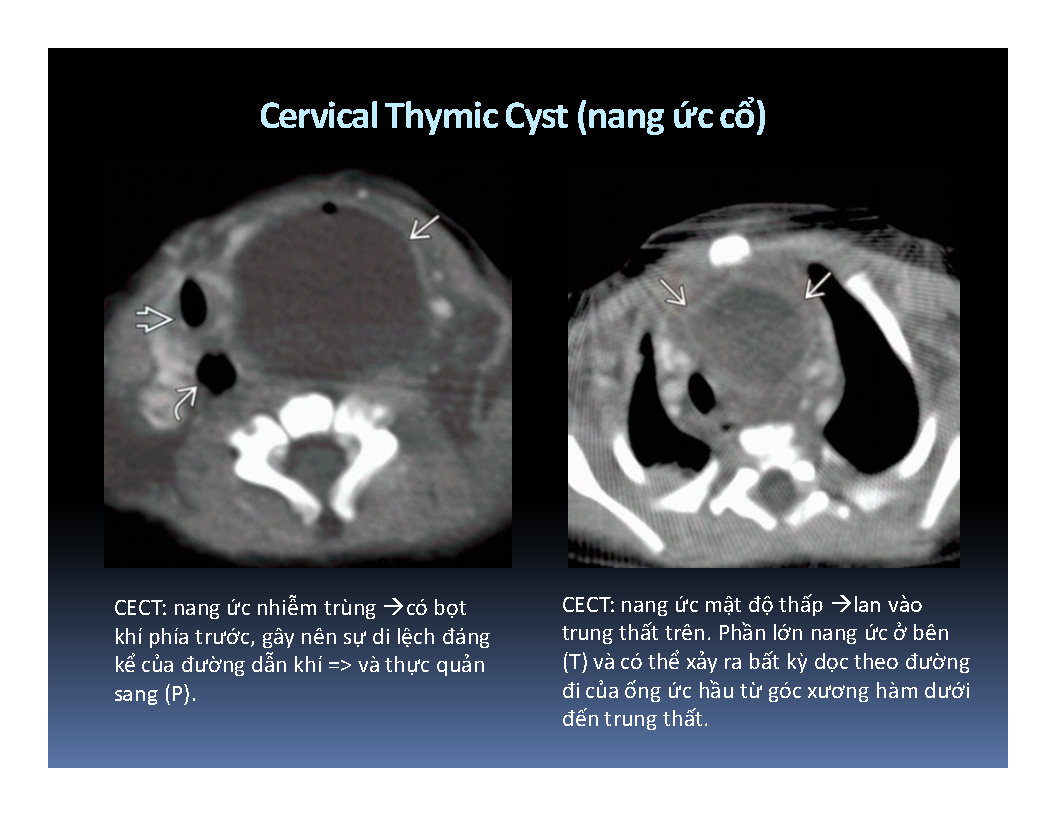 Cervical Thymic Cyst (nang ức cổ)
CECT: nang ức nhiễm trùng →có bọt
khí phía trước, gây nên sự di lệch đáng
kể của đường dẫn khí => và thực quản
sang (P).
CECT: nang ức mật độ thấp →lan vào
trung thất trên. Phần lớn nang ức ở bên
(T) và có thể xảy ra bất kỳ dọc theo đường
đi của ống ức hầu từ góc xương hàm dưới
đến trung thất.